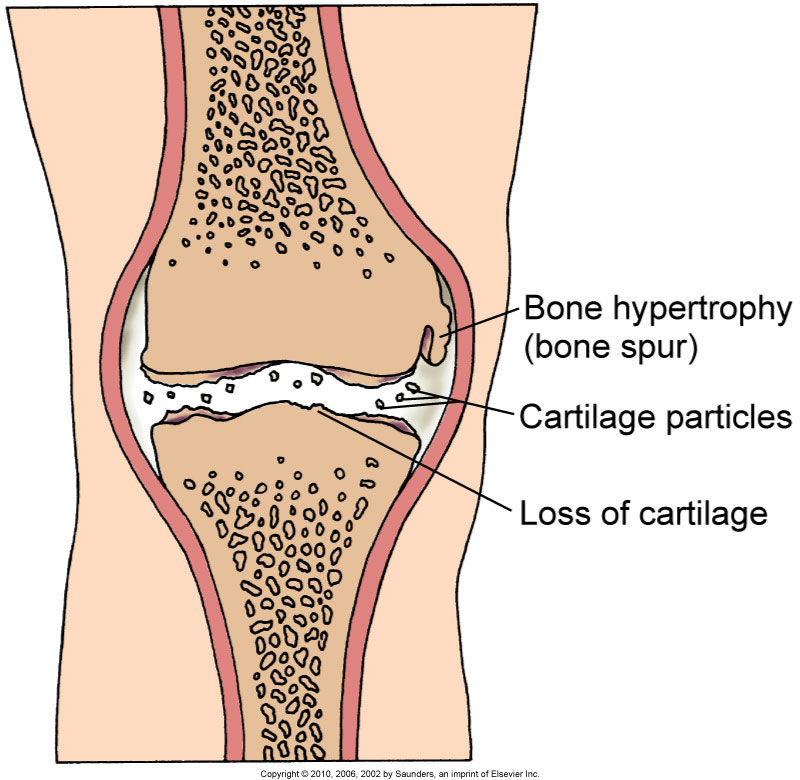 Bone hypertrophy
(bone spur)
Cartilage particles
Loss of cartilage
Copyright © 2010, 2006, 2002 by Saunders, an imprint of Elsevier Inc.